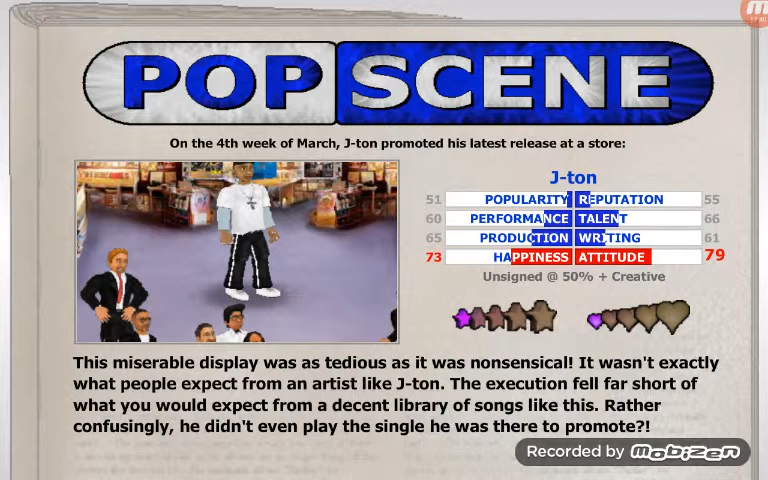 POP SCENE
On the 4th week of March, J-ton promoted his latest release at a store:
J-ton
51 POPULARITY REPUTATION 55
60 PERFORMANCE TALENT 66
65 PRODUCTION WRITING 61
73 HAPPINESS ATTITUDE 79
Unsigned @ 50% + Creative
This miserable display was as tedious as it was nonsensical! It wasn't exactly
what people expect from an artist like J-ton. The execution fell far short of
what you would expect from a decent library of songs like this. Rather
confusingly, he didn't even play the single he was there to promote?!
Recorded by mobizen